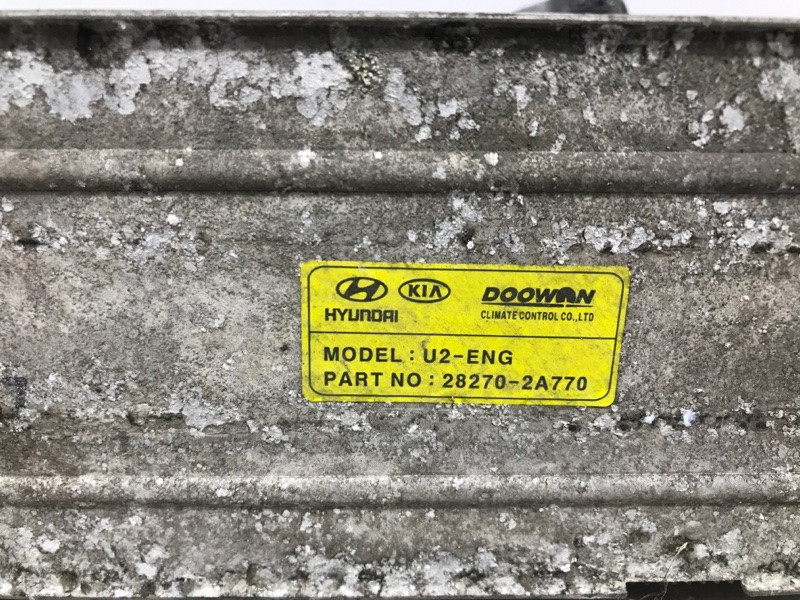 HYUNDAI KIA DOOWON
CLIMATE CONTROL CO.,LTD
MODEL : U2-ENG
PART NO : 28270-2A770